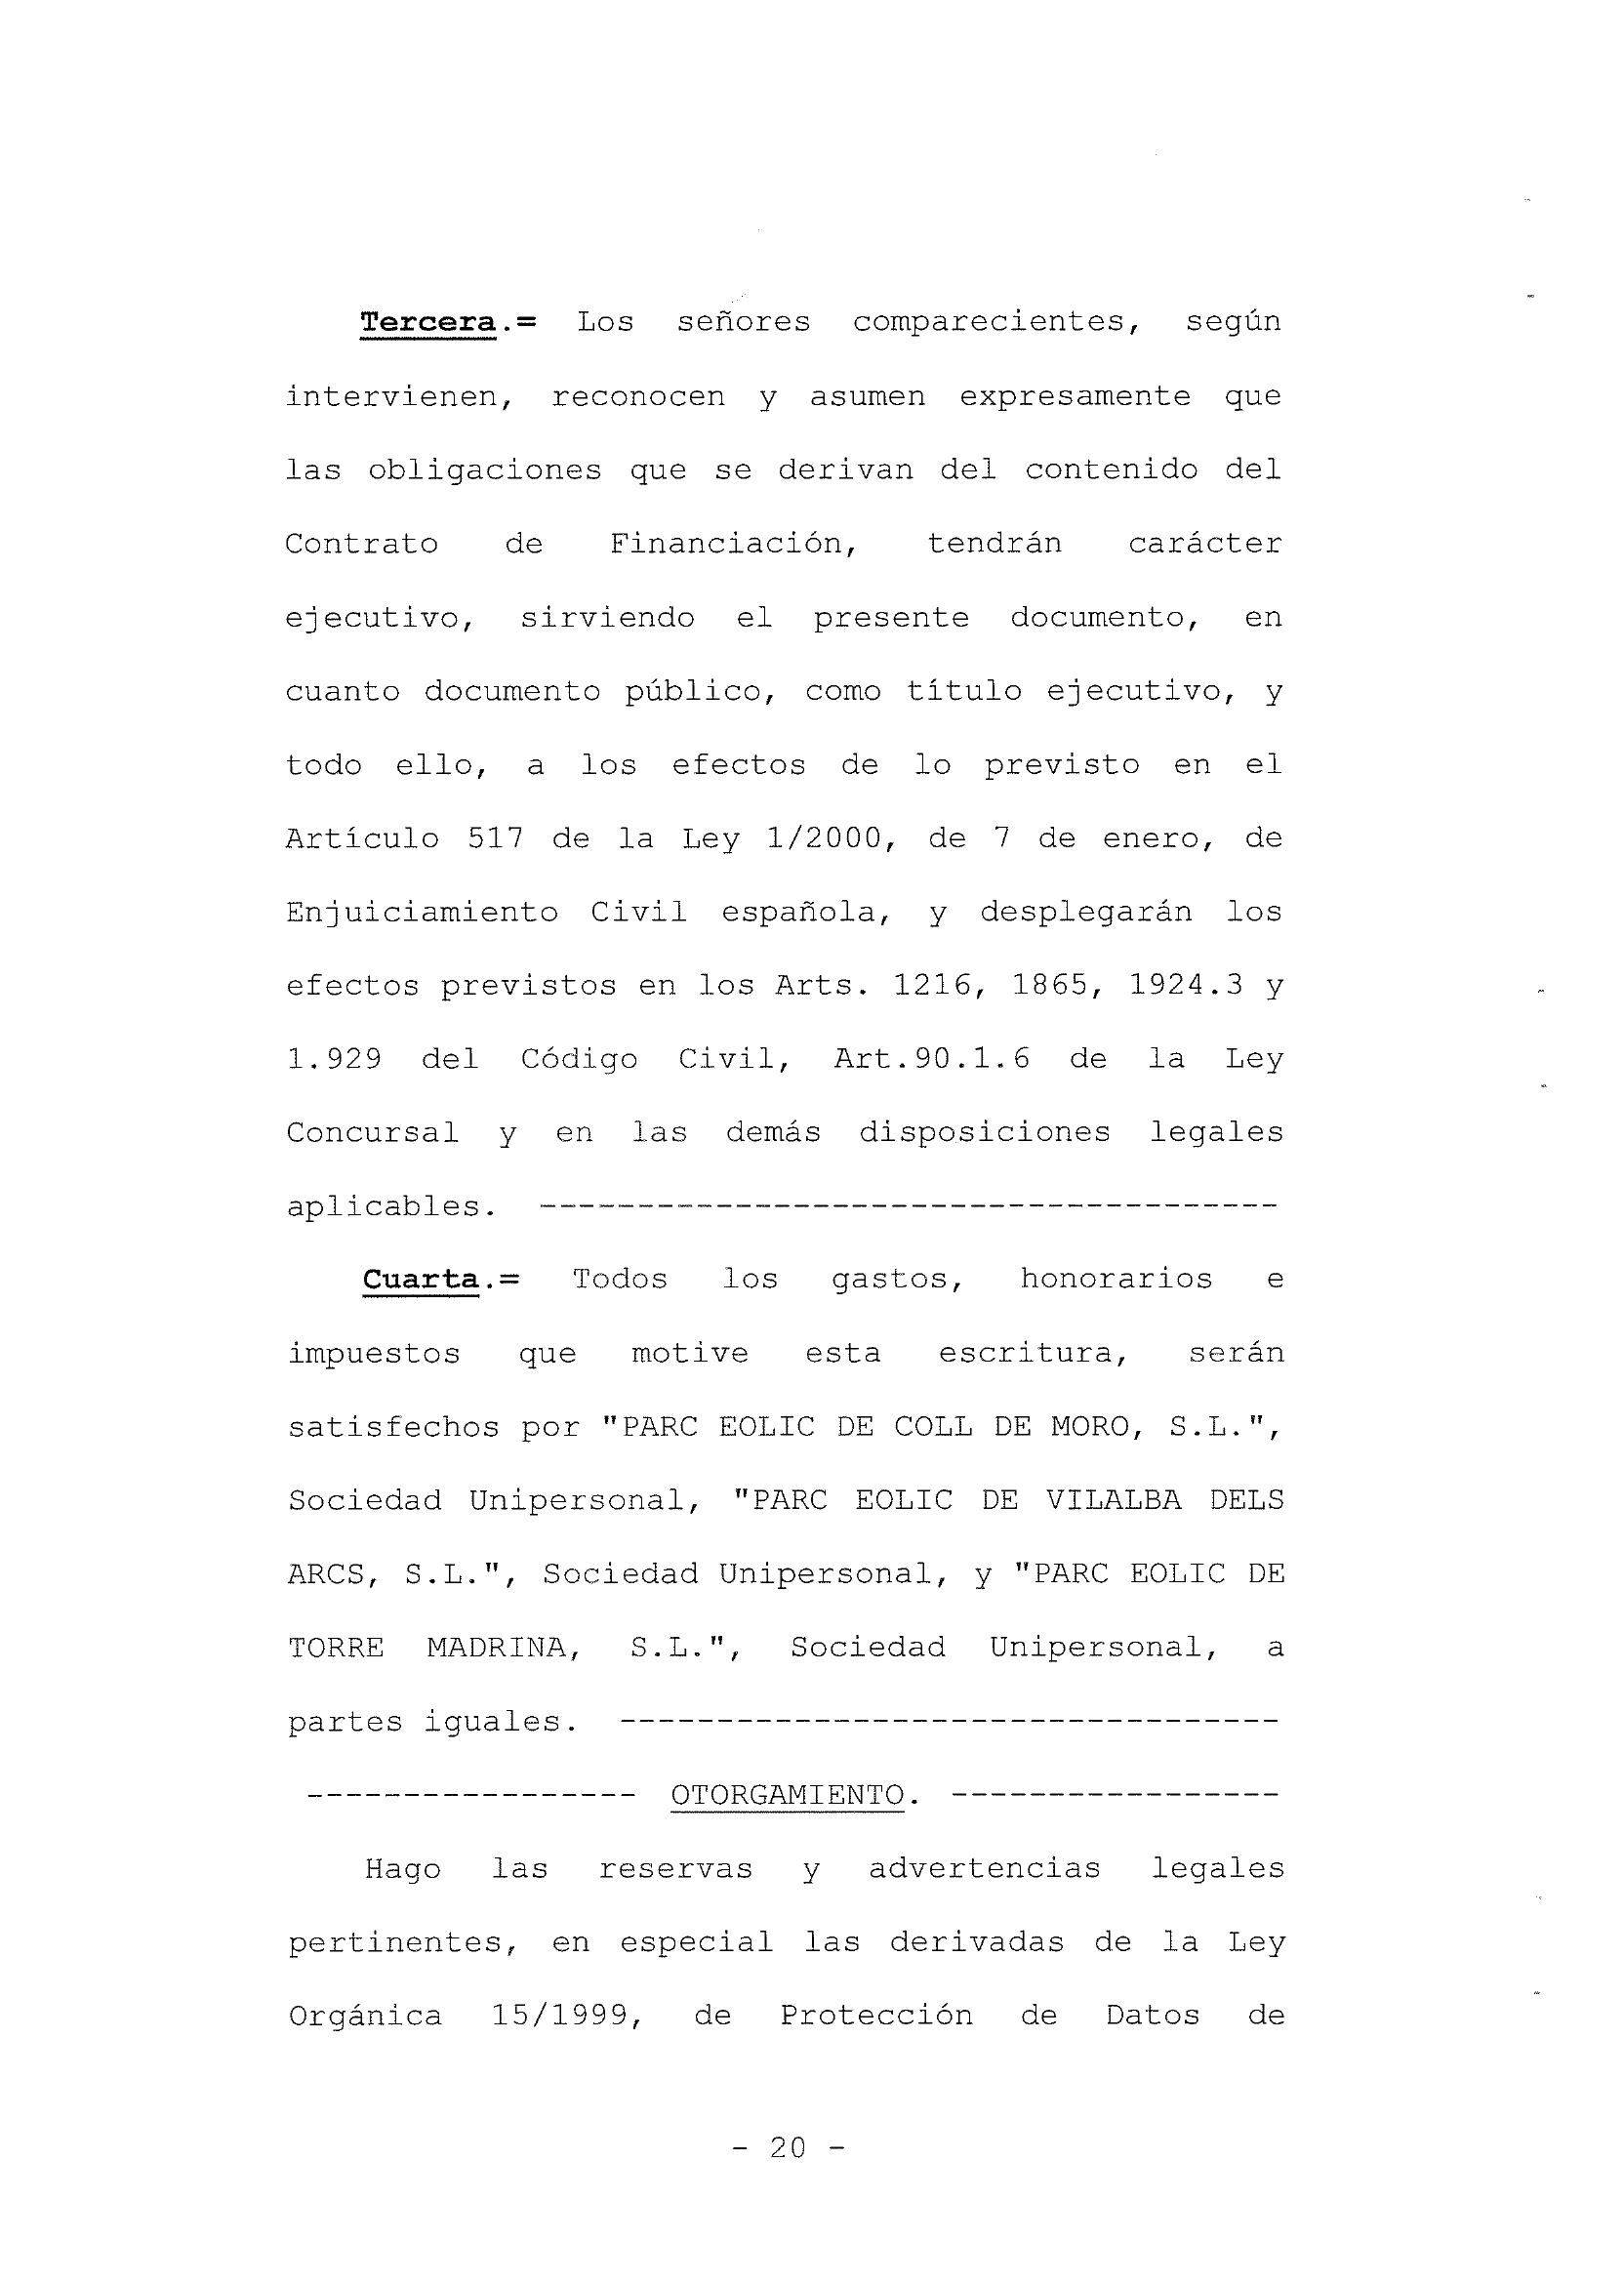 Tercera.= Los señores comparecientes, según
intervienen, reconocen y asumen expresamente que
las obligaciones que se derivan del contenido del
Contrato de Financiación, tendrán carácter
ejecutivo, sirviendo el presente documento, en
cuanto documento público, como título ejecutivo, y
todo ello, a los efectos de lo previsto en el
Artículo 517 de la Ley 1/2000, de 7 de enero, de
Enjuiciamiento Civil española, y desplegarán los
efectos previstos en los Arts. 1216, 1865, 1924.3 y
1.929 del Código Civil, Art.90.1.6 de la Ley
Concursal y en las demás disposiciones legales
aplicables. --------------------------------------
Cuarta.= Todos los gastos, honorarios e
impuestos que motive esta escritura, serán
satisfechos por "PARC EOLIC DE COLL DE MORO, S.L.",
Sociedad Unipersonal, "PARC EOLIC DE VILALBA DELS
ARCS, S.L.", Sociedad Unipersonal, y "PARC EOLIC DE
TORRE MADRINA, S.L.", Sociedad Unipersonal, a
partes iguales. ----------------------------------
----------------- OTORGAMIENTO. -----------------
Hago las reservas y advertencias legales
pertinentes, en especial las derivadas de la Ley
Orgánica 15/1999, de Protección de Datos de
- 20 -